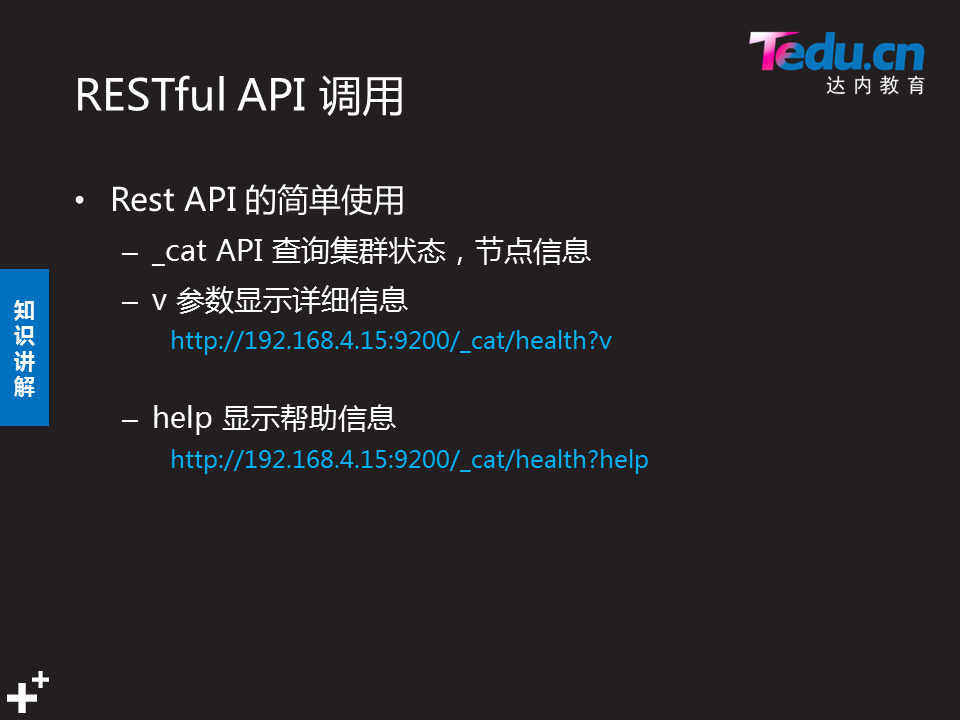 Tedu.cn
达内教育
RESTful API 调用
• Rest API 的简单使用
– _cat API 查询集群状态，节点信息
– v 参数显示详细信息
http://192.168.4.15:9200/_cat/health?v
– help 显示帮助信息
http://192.168.4.15:9200/_cat/health?help
知识讲解